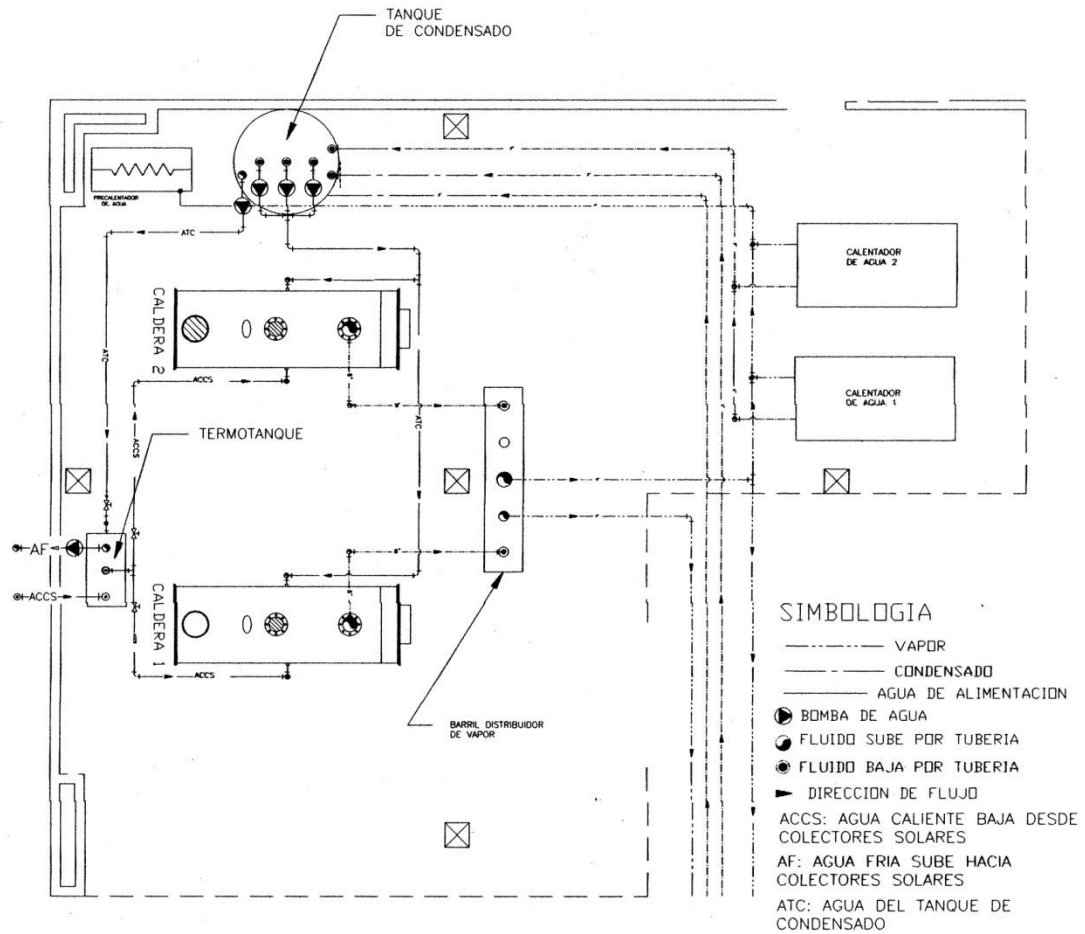 TANQUE
DE CONDENSADO
PRECALENTADOR
DE AGUA
ATC
CALENTADOR
DE AGUA 2
CALDERA 2
ATC
ACCS
CALENTADOR
DE AGUA 1
ATC
TERMOTANQUE
ACCS
AF
ACCS
CALDERA 1
ACCS
BARRIL DISTRIBUIDOR
DE VAPOR
SIMBOLOGIA
VAPOR
CONDENSADO
AGUA DE ALIMENTACION
BOMBA DE AGUA
FLUIDO SUBE POR TUBERIA
FLUIDO BAJA POR TUBERIA
DIRECCION DE FLUJO
ACCS: AGUA CALIENTE BAJA DESDE
COLECTORES SOLARES
AF: AGUA FRIA SUBE HACIA
COLECTORES SOLARES
ATC: AGUA DEL TANQUE DE
CONDENSADO